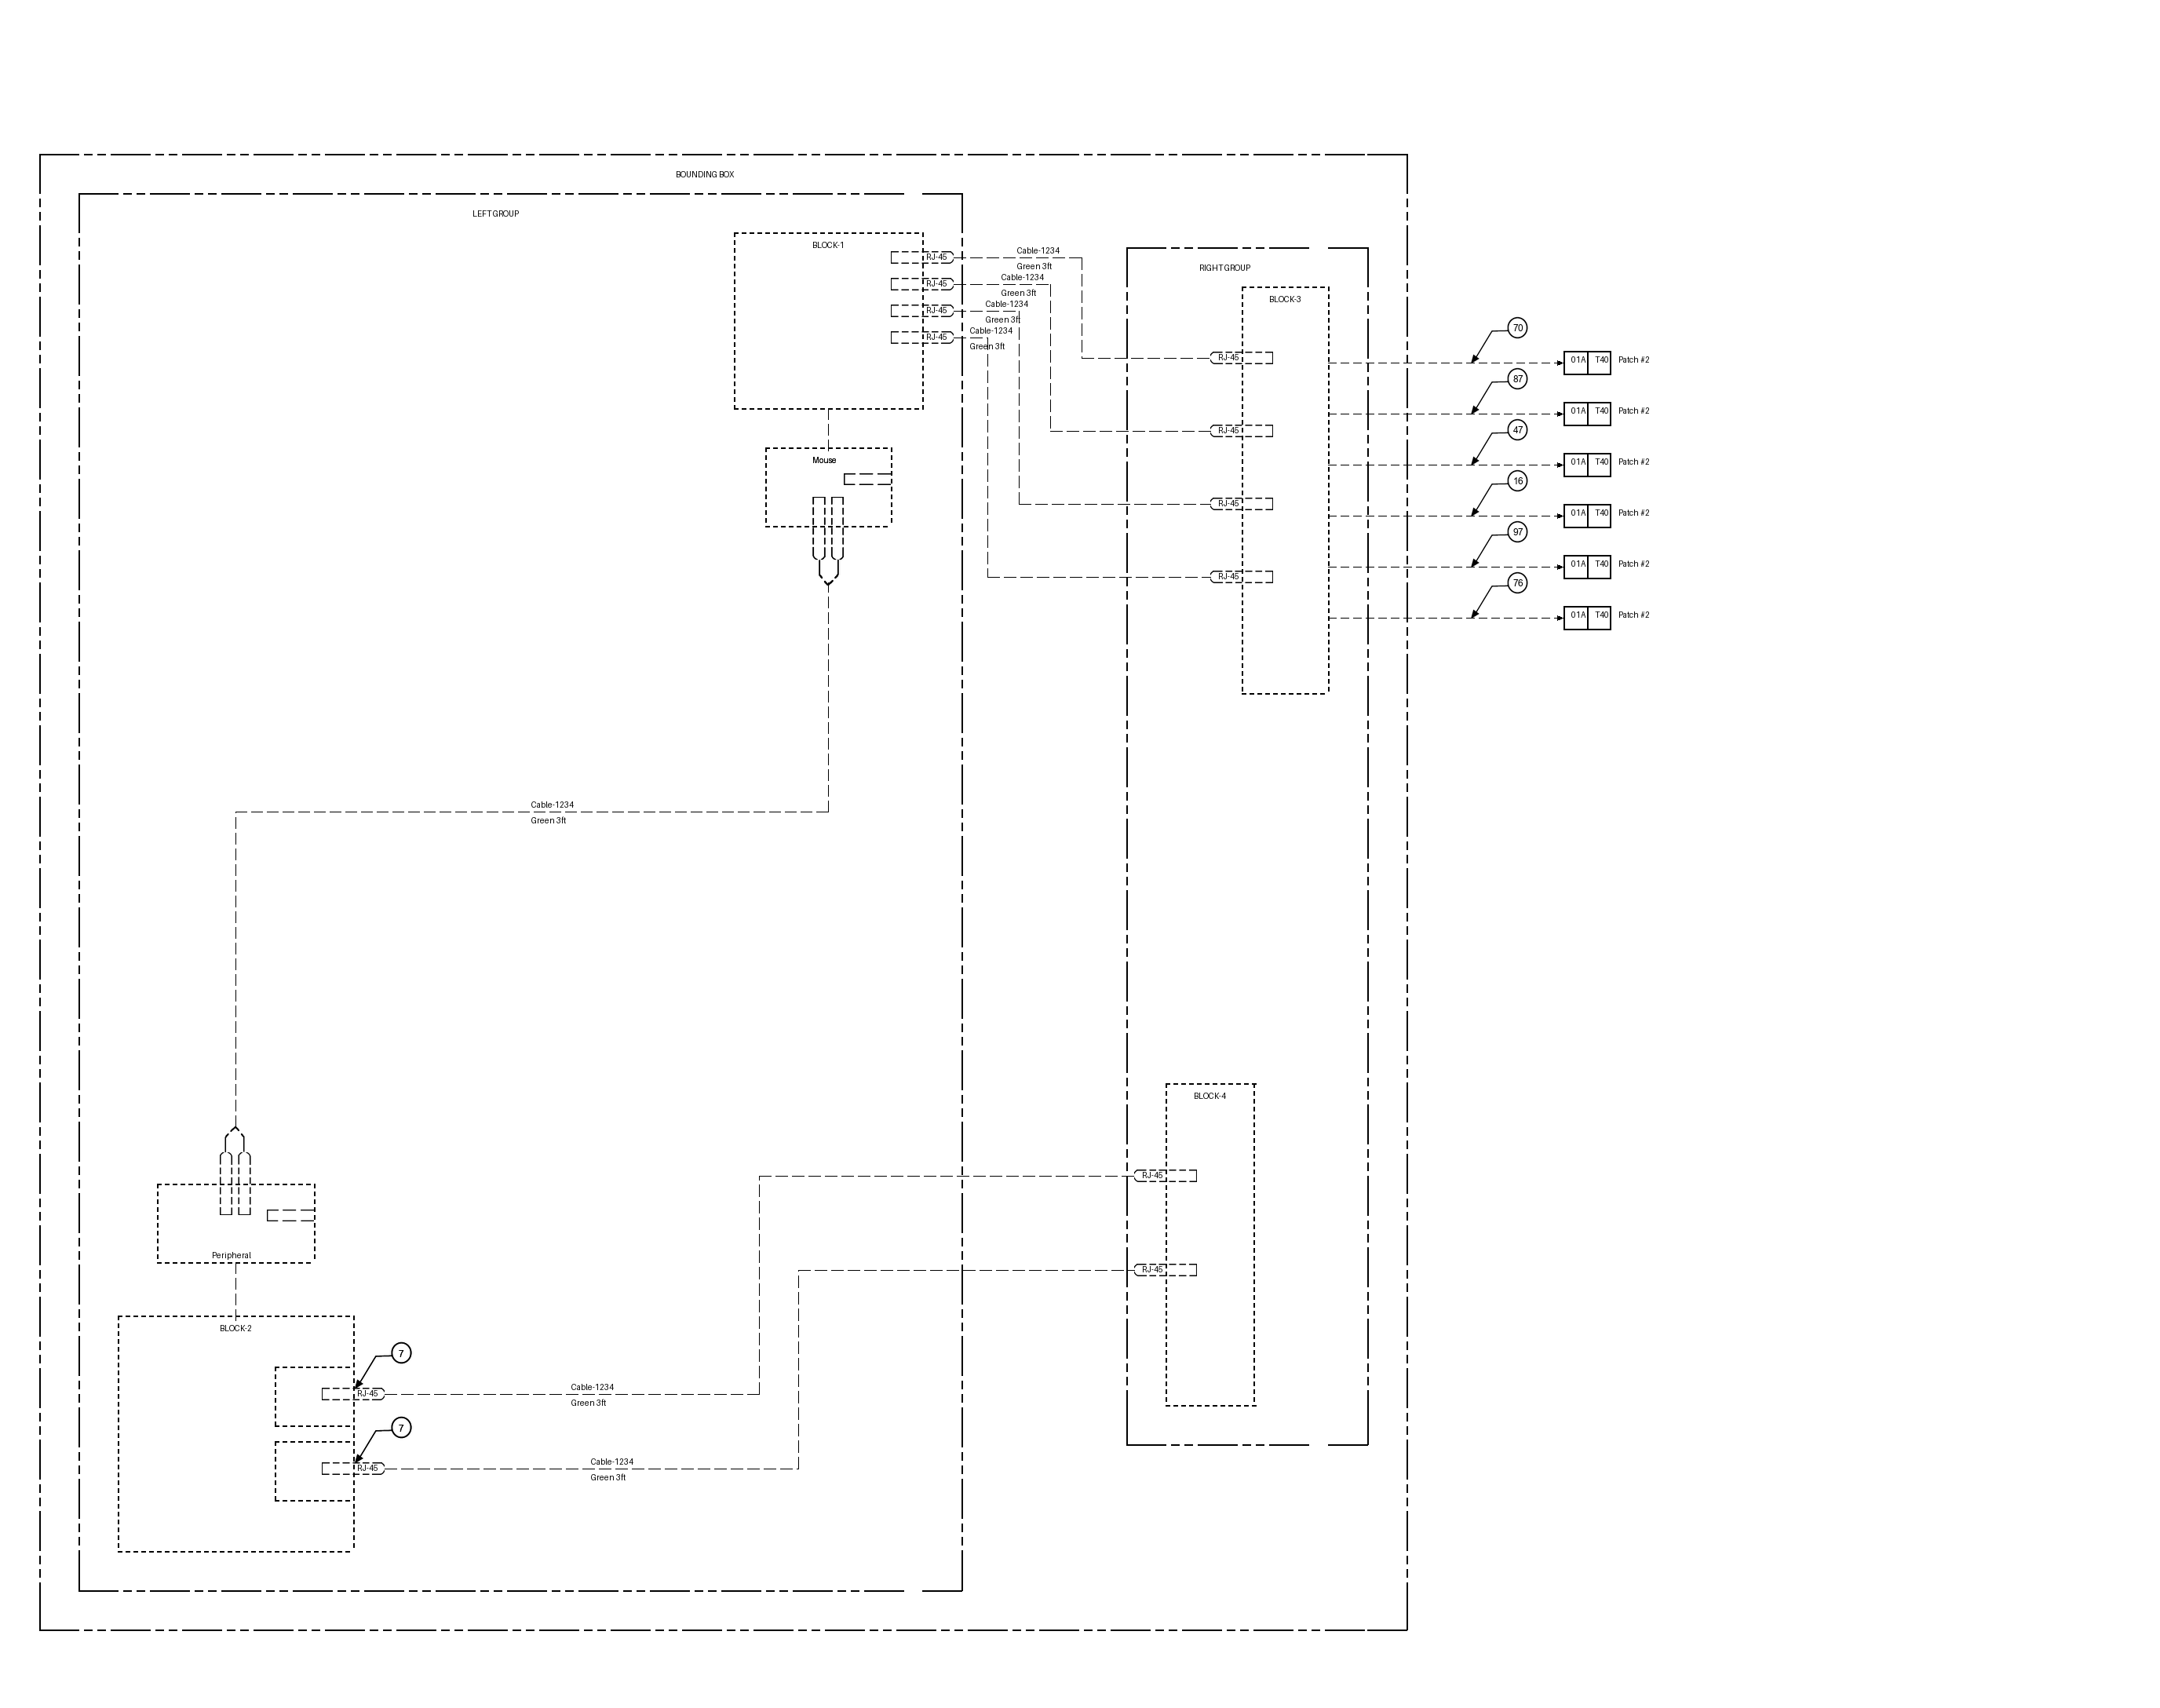 BOUNDING BOX
LEFT GROUP
BLOCK-1
RJ-45
RJ-45
RJ-45
RJ-45
Cable-1234
Green 3ft
Cable-1234
Green 3ft
Cable-1234
Green 3ft
Cable-1234
Green 3ft
RIGHT GROUP
BLOCK-3
RJ-45
RJ-45
RJ-45
RJ-45
70
01A T40 Patch #2
87
01A T40 Patch #2
47
01A T40 Patch #2
16
01A T40 Patch #2
97
01A T40 Patch #2
76
01A T40 Patch #2
Mouse
Cable-1234
Green 3ft
BLOCK-4
RJ-45
RJ-45
Peripheral
BLOCK-2
7
RJ-45
Cable-1234
Green 3ft
7
RJ-45
Cable-1234
Green 3ft